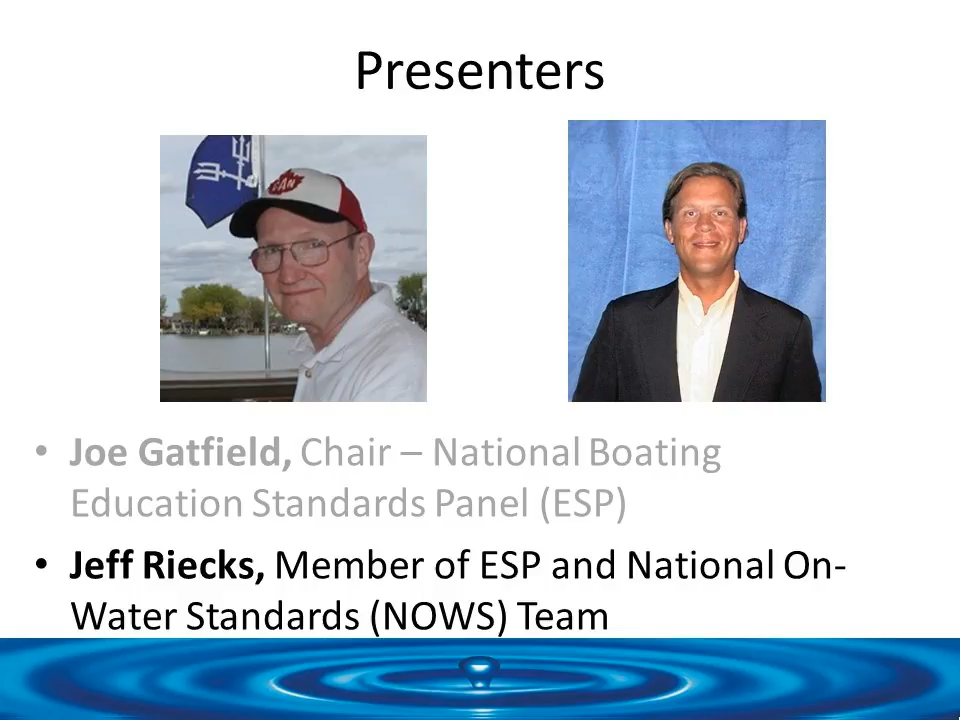 Presenters
CAN
• Joe Gatfield, Chair – National Boating
Education Standards Panel (ESP)
• Jeff Riecks, Member of ESP and National On-
Water Standards (NOWS) Team